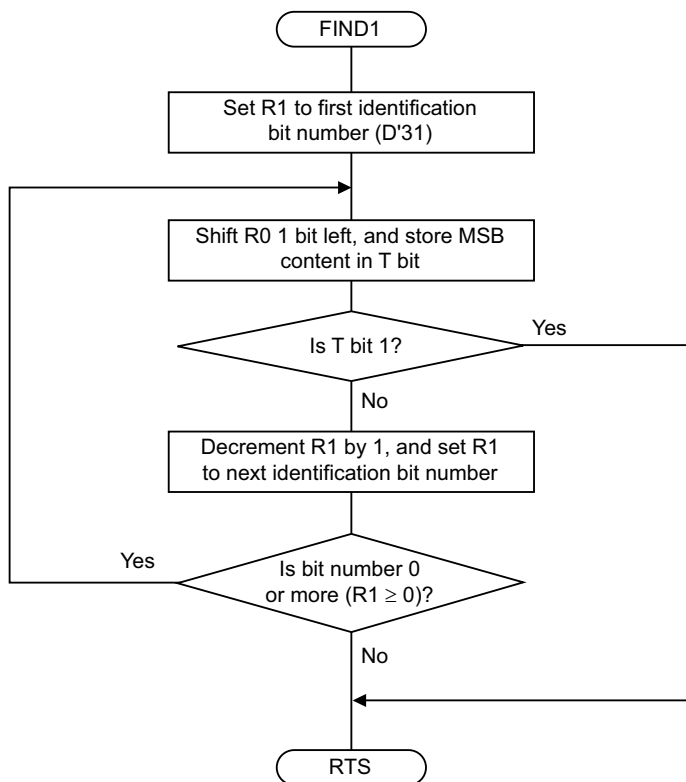 FIND1
Set R1 to first identification
bit number (D'31)
Shift R0 1 bit left, and store MSB
content in T bit
Is T bit 1?
Yes
No
Decrement R1 by 1, and set R1
to next identification bit number
Yes
Is bit number 0
or more (R1 ≥ 0)?
No
RTS